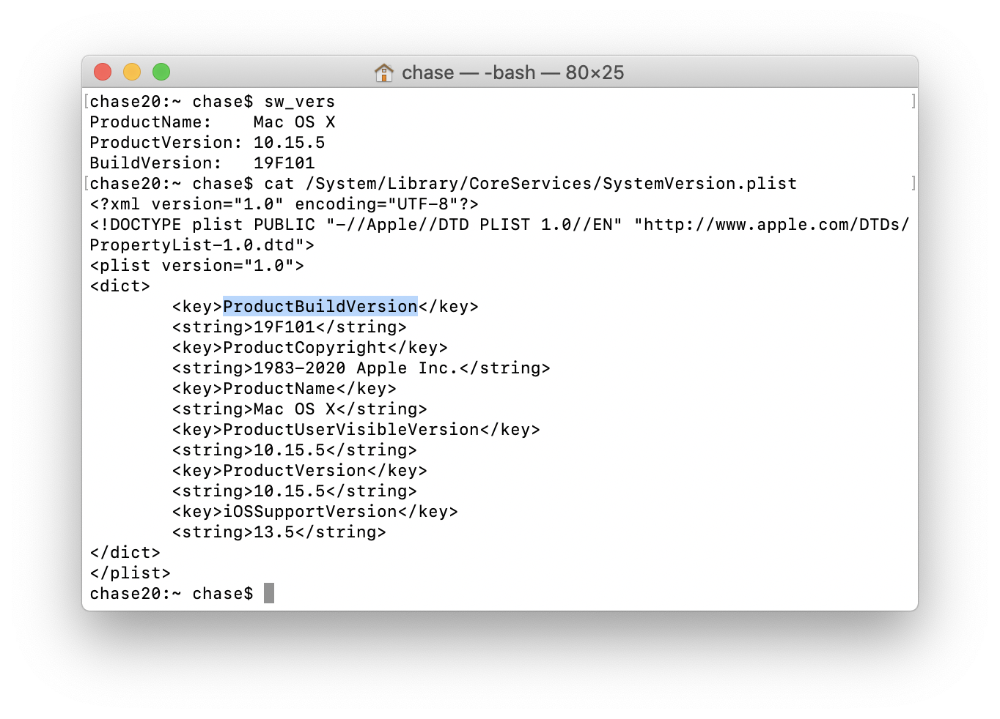 chase — -bash — 80×25
[chase20:~ chase$ sw_vers ]
ProductName:    Mac OS X
ProductVersion: 10.15.5
BuildVersion:   19F101
[chase20:~ chase$ cat /System/Library/CoreServices/SystemVersion.plist ]
<?xml version="1.0" encoding="UTF-8"?>
<!DOCTYPE plist PUBLIC "-//Apple//DTD PLIST 1.0//EN" "http://www.apple.com/DTDs/
PropertyList-1.0.dtd">
<plist version="1.0">
<dict>
        <key>ProductBuildVersion</key>
        <string>19F101</string>
        <key>ProductCopyright</key>
        <string>1983-2020 Apple Inc.</string>
        <key>ProductName</key>
        <string>Mac OS X</string>
        <key>ProductUserVisibleVersion</key>
        <string>10.15.5</string>
        <key>ProductVersion</key>
        <string>10.15.5</string>
        <key>iOSSupportVersion</key>
        <string>13.5</string>
</dict>
</plist>
chase20:~ chase$